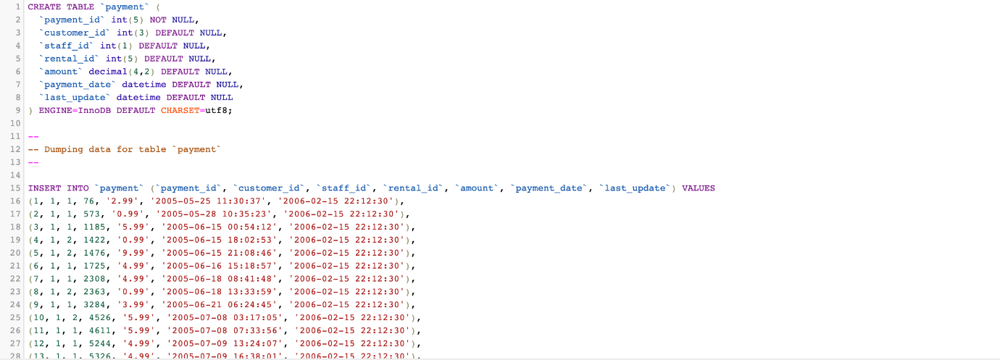 1 CREATE TABLE `payment` (
2   `payment_id` int(5) NOT NULL,
3   `customer_id` int(3) DEFAULT NULL,
4   `staff_id` int(1) DEFAULT NULL,
5   `rental_id` int(5) DEFAULT NULL,
6   `amount` decimal(4,2) DEFAULT NULL,
7   `payment_date` datetime DEFAULT NULL,
8   `last_update` datetime DEFAULT NULL
9 ) ENGINE=InnoDB DEFAULT CHARSET=utf8;
10
11 --
12 -- Dumping data for table `payment`
13 --
14
15 INSERT INTO `payment` (`payment_id`, `customer_id`, `staff_id`, `rental_id`, `amount`, `payment_date`, `last_update`) VALUES
16 (1, 1, 1, 76, '2.99', '2005-05-25 11:30:37', '2006-02-15 22:12:30'),
17 (2, 1, 1, 573, '0.99', '2005-05-28 10:35:23', '2006-02-15 22:12:30'),
18 (3, 1, 1, 1185, '5.99', '2005-06-15 00:54:12', '2006-02-15 22:12:30'),
19 (4, 1, 2, 1422, '0.99', '2005-06-15 18:02:53', '2006-02-15 22:12:30'),
20 (5, 1, 2, 1476, '9.99', '2005-06-15 21:08:46', '2006-02-15 22:12:30'),
21 (6, 1, 1, 1725, '4.99', '2005-06-16 15:18:57', '2006-02-15 22:12:30'),
22 (7, 1, 1, 2308, '4.99', '2005-06-18 08:41:48', '2006-02-15 22:12:30'),
23 (8, 1, 2, 2363, '0.99', '2005-06-18 13:33:59', '2006-02-15 22:12:30'),
24 (9, 1, 1, 3284, '3.99', '2005-06-21 06:24:45', '2006-02-15 22:12:30'),
25 (10, 1, 2, 4526, '5.99', '2005-07-08 03:17:05', '2006-02-15 22:12:30'),
26 (11, 1, 1, 4611, '5.99', '2005-07-08 07:33:56', '2006-02-15 22:12:30'),
27 (12, 1, 1, 5244, '4.99', '2005-07-09 13:24:07', '2006-02-15 22:12:30'),
28 (13, 1, 1, 5326, '4.99', '2005-07-09 16:38:01', '2006-02-15 22:12:30'),